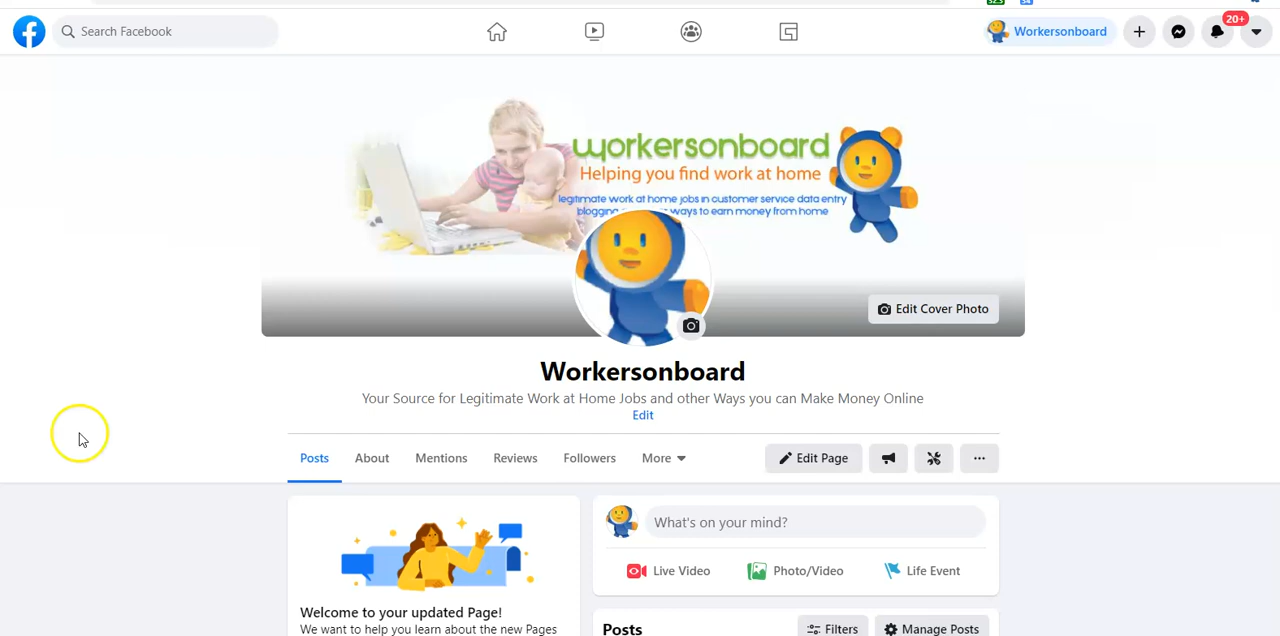 52.3
54
Search Facebook
Workersonboard
20+
workersonboard
Helping you find work at home
legitimate work at home jobs in customer service data entry
blogging ways to earn money from home
Edit Cover Photo
Workersonboard
Your Source for Legitimate Work at Home Jobs and other Ways you can Make Money Online
Edit
Posts About Mentions Reviews Followers More Edit Page ...
What's on your mind?
Live Video Photo/Video Life Event
Welcome to your updated Page!
We want to help you learn about the new Pages
Posts Filters Manage Posts